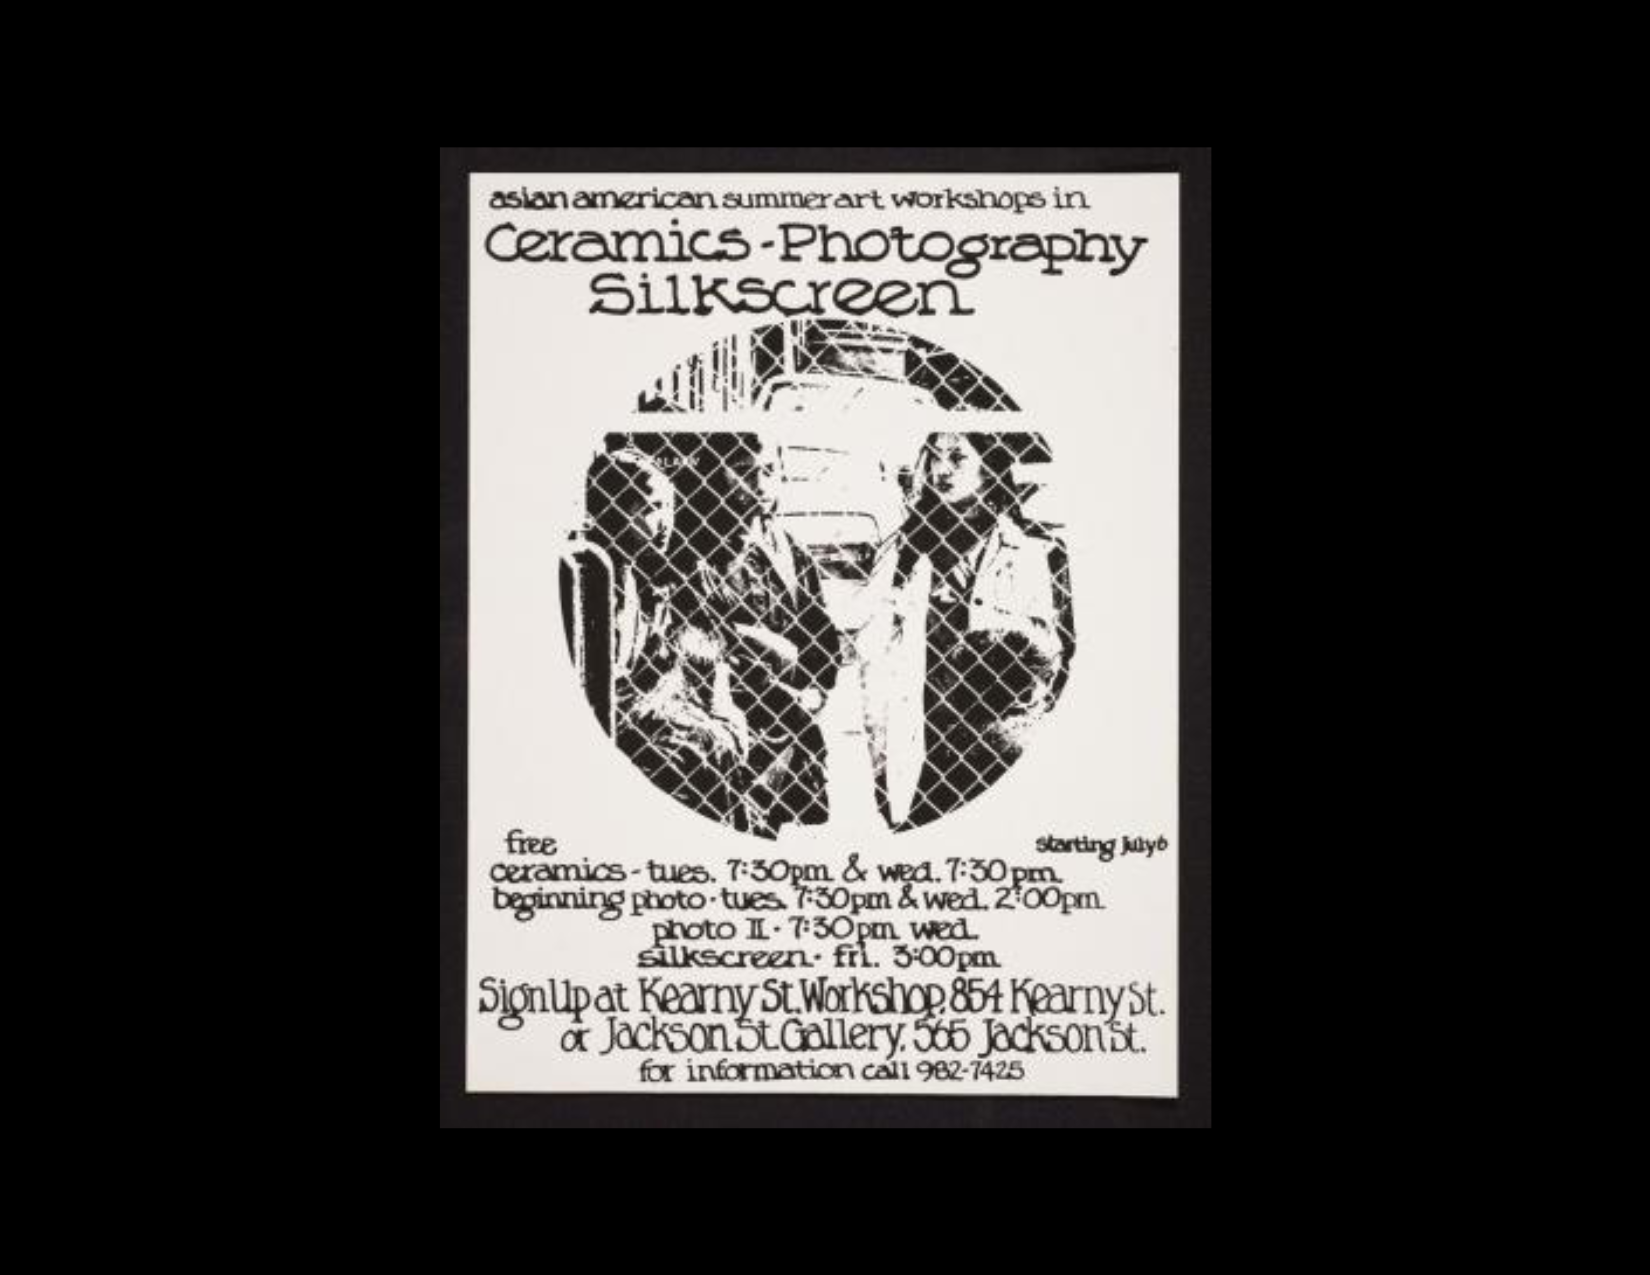 asian american summer art workshops in
Ceramics - Photography
Silkscreen
free
starting July 6
ceramics - tues. 7:30pm & wed. 7:30pm.
beginning photo · tues. 7:30pm & wed. 2:00pm.
photo II · 7:30pm wed.
silkscreen · fri. 3:00pm
Sign Up at Kearny St. Workshop, 854 Kearny St.
or Jackson St. Gallery, 565 Jackson St.
for information call 982-7425